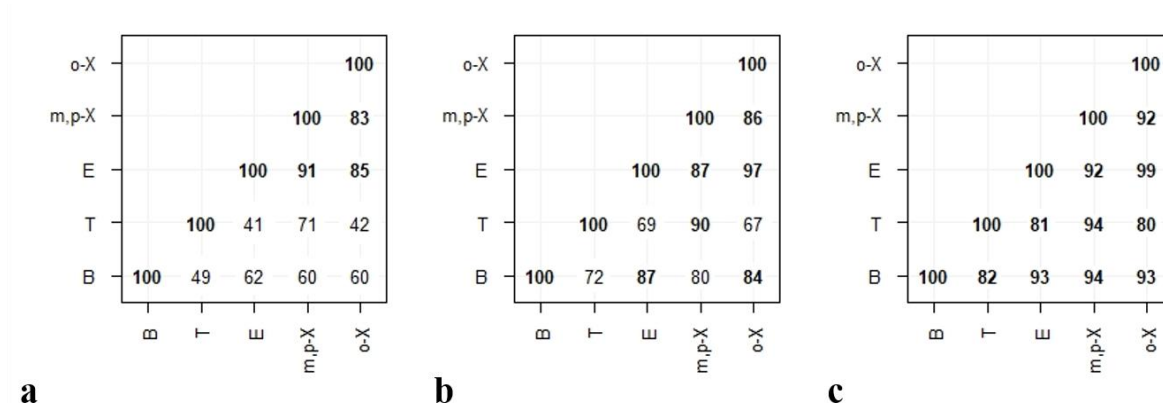 o-X 100
m,p-X 100 83
E 100 91 85
T 100 41 71 42
B 100 49 62 60 60
B T E m,p-X o-X
a
o-X 100
m,p-X 100 86
E 100 87 97
T 100 69 90 67
B 100 72 87 80 84
B T E m,p-X o-X
b
o-X 100
m,p-X 100 92
E 100 92 99
T 100 81 94 80
B 100 82 93 94 93
B T E m,p-X o-X
c